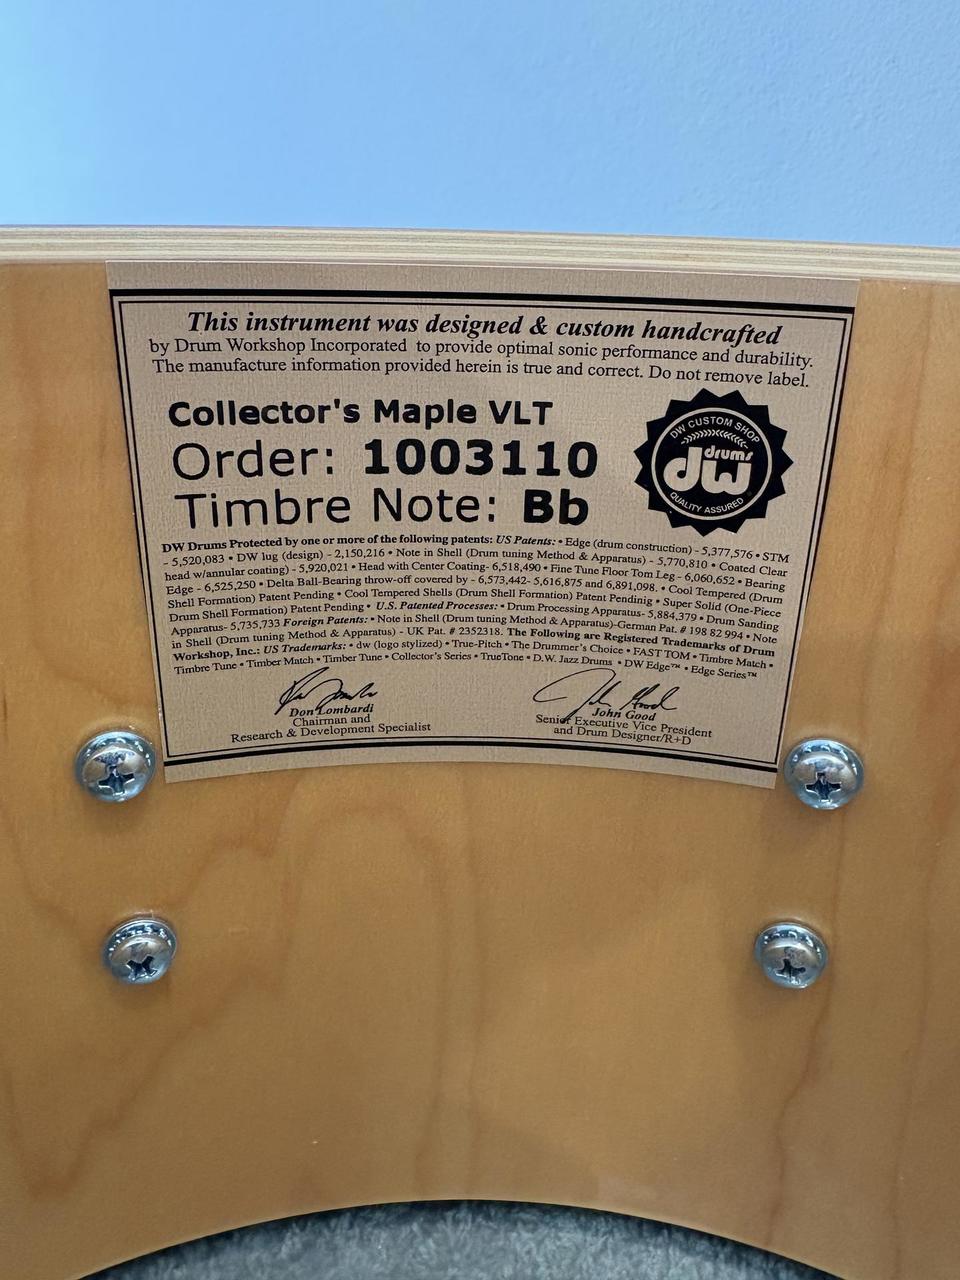 This instrument was designed & custom handcrafted
by Drum Workshop Incorporated to provide optimal sonic performance and durability.
The manufacture information provided herein is true and correct. Do not remove label.
Collector's Maple VLT
Order: 1003110
Timbre Note: Bb
DW CUSTOM SHOP
drums
dw
QUALITY ASSURED
DW Drums Protected by one or more of the following patents: US Patents: • Edge (drum construction) - 5,377,576 • STM
- 5,520,083 • DW lug (design) - 2,150,216 • Note in Shell (Drum tuning Method & Apparatus) - 5,770,810 • Coated Clear
head w/annular coating) - 5,920,021 • Head with Center Coating- 6,518,490 • Fine Tune Floor Tom Leg - 6,060,652 • Bearing
Edge - 6,525,250 • Delta Ball-Bearing throw-off covered by - 6,573,442- 5,616,875 and 6,891,098. • Cool Tempered (Drum
Shell Formation) Patent Pending • Cool Tempered Shells (Drum Shell Formation) Patent Pendinig • Super Solid (One-Piece
Drum Shell Formation) Patent Pending • U.S. Patented Processes: • Drum Processing Apparatus- 5,884,379 • Drum Sanding
Apparatus- 5,735,733 Foreign Patents: • Note in Shell (Drum tuning Method & Apparatus)-German Pat. # 198 82 994 • Note
in Shell (Drum tuning Method & Apparatus) - UK Pat. # 2352318. The Following are Registered Trademarks of Drum
Workshop, Inc.: US Trademarks: • dw (logo stylized) • True-Pitch • The Drummer's Choice • FAST TOM • Timbre Match •
Timbre Tune • Timber Match • Timber Tune • Collector's Series • TrueTone • D.W. Jazz Drums • DW Edge™ • Edge Series™
Don Lombardi
Chairman and
Research & Development Specialist
John Good
John Good
Senior Executive Vice President
and Drum Designer/R+D